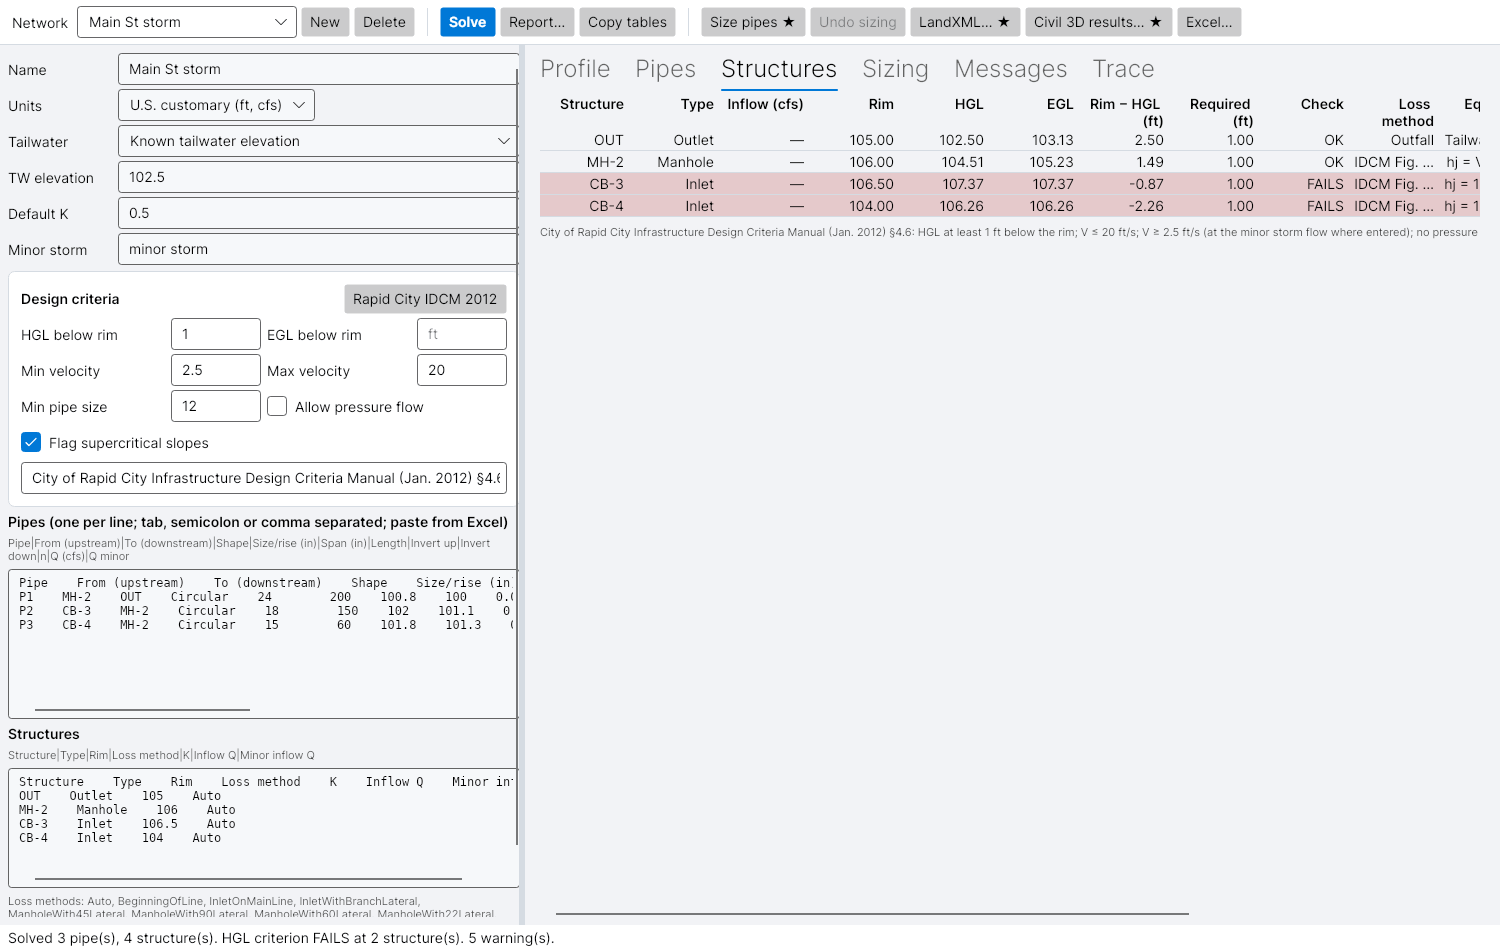 Network Main St storm New Delete Solve Report... Copy tables Size pipes ★ Undo sizing LandXML... ★ Civil 3D results... ★ Excel...
Name Main St storm
Units U.S. customary (ft, cfs)
Tailwater Known tailwater elevation
TW elevation 102.5
Default K 0.5
Minor storm minor storm
Design criteria Rapid City IDCM 2012
HGL below rim 1 EGL below rim ft
Min velocity 2.5 Max velocity 20
Min pipe size 12 Allow pressure flow
Flag supercritical slopes
City of Rapid City Infrastructure Design Criteria Manual (Jan. 2012) §4.6
Pipes (one per line; tab, semicolon or comma separated; paste from Excel)
Pipe|From (upstream)|To (downstream)|Shape|Size/rise (in)|Span (in)|Length|Invert up|Invert
down|n|Q (cfs)|Q minor
Pipe From (upstream) To (downstream) Shape Size/rise (in)
P1 MH-2 OUT Circular 24 200 100.8 100 0.0
P2 CB-3 MH-2 Circular 18 150 102 101.1 0
P3 CB-4 MH-2 Circular 15 60 101.8 101.3
Structures
Structure|Type|Rim|Loss method|K|Inflow Q|Minor inflow Q
Structure Type Rim Loss method K Inflow Q Minor in
OUT Outlet 105 Auto
MH-2 Manhole 106 Auto
CB-3 Inlet 106.5 Auto
CB-4 Inlet 104 Auto
Loss methods: Auto, BeginningOfLine, InletOnMainLine, InletWithBranchLateral,
ManholeWith45Lateral, ManholeWith90Lateral, ManholeWith60Lateral, ManholeWith22Lateral
Profile Pipes Structures Sizing Messages Trace
Structure Type Inflow (cfs) Rim HGL EGL Rim − HGL (ft) Required (ft) Check Loss method Eq
OUT Outlet — 105.00 102.50 103.13 2.50 1.00 OK Outfall Tailw
MH-2 Manhole — 106.00 104.51 105.23 1.49 1.00 OK IDCM Fig. ... hj = V
CB-3 Inlet — 106.50 107.37 107.37 -0.87 1.00 FAILS IDCM Fig. ... hj = 1
CB-4 Inlet — 104.00 106.26 106.26 -2.26 1.00 FAILS IDCM Fig. ... hj = 1
City of Rapid City Infrastructure Design Criteria Manual (Jan. 2012) §4.6: HGL at least 1 ft below the rim; V ≤ 20 ft/s; V ≥ 2.5 ft/s (at the minor storm flow where entered); no pressure
Solved 3 pipe(s), 4 structure(s). HGL criterion FAILS at 2 structure(s). 5 warning(s).